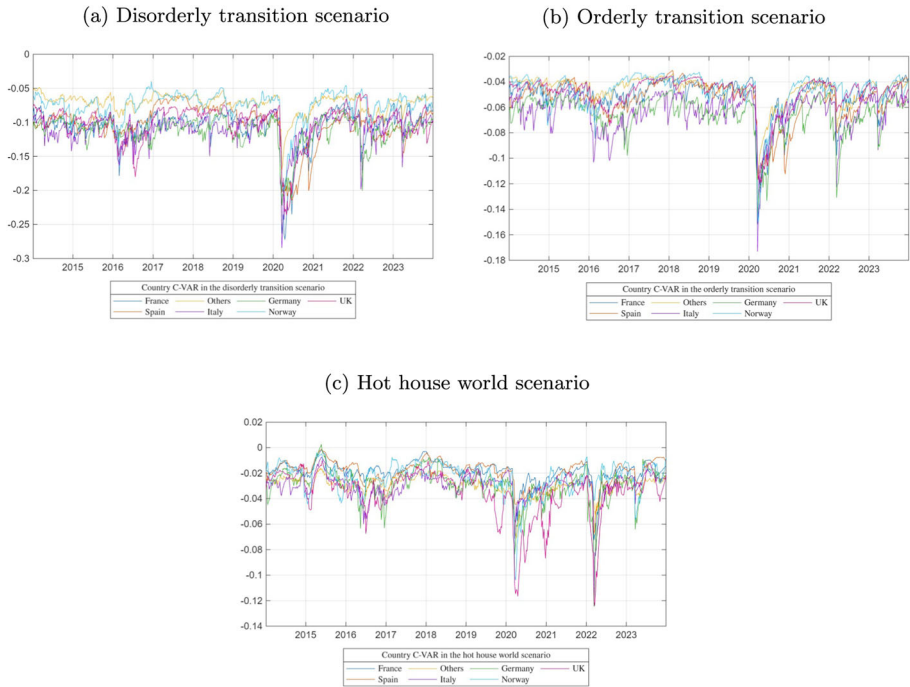 (a) Disorderly transition scenario
0
-0.05
-0.1
-0.15
-0.2
-0.25
-0.3
2015 2016 2017 2018 2019 2020 2021 2022 2023
Country C-VAR in the disorderly transition scenario
France Others Germany UK
Spain Italy Norway
(b) Orderly transition scenario
-0.02
-0.04
-0.06
-0.08
-0.1
-0.12
-0.14
-0.16
-0.18
2015 2016 2017 2018 2019 2020 2021 2022 2023
Country C-VAR in the orderly transition scenario
France Others Germany UK
Spain Italy Norway
(c) Hot house world scenario
0.02
0
-0.02
-0.04
-0.06
-0.08
-0.1
-0.12
-0.14
2015 2016 2017 2018 2019 2020 2021 2022 2023
Country C-VAR in the hot house world scenario
France Others Germany UK
Spain Italy Norway